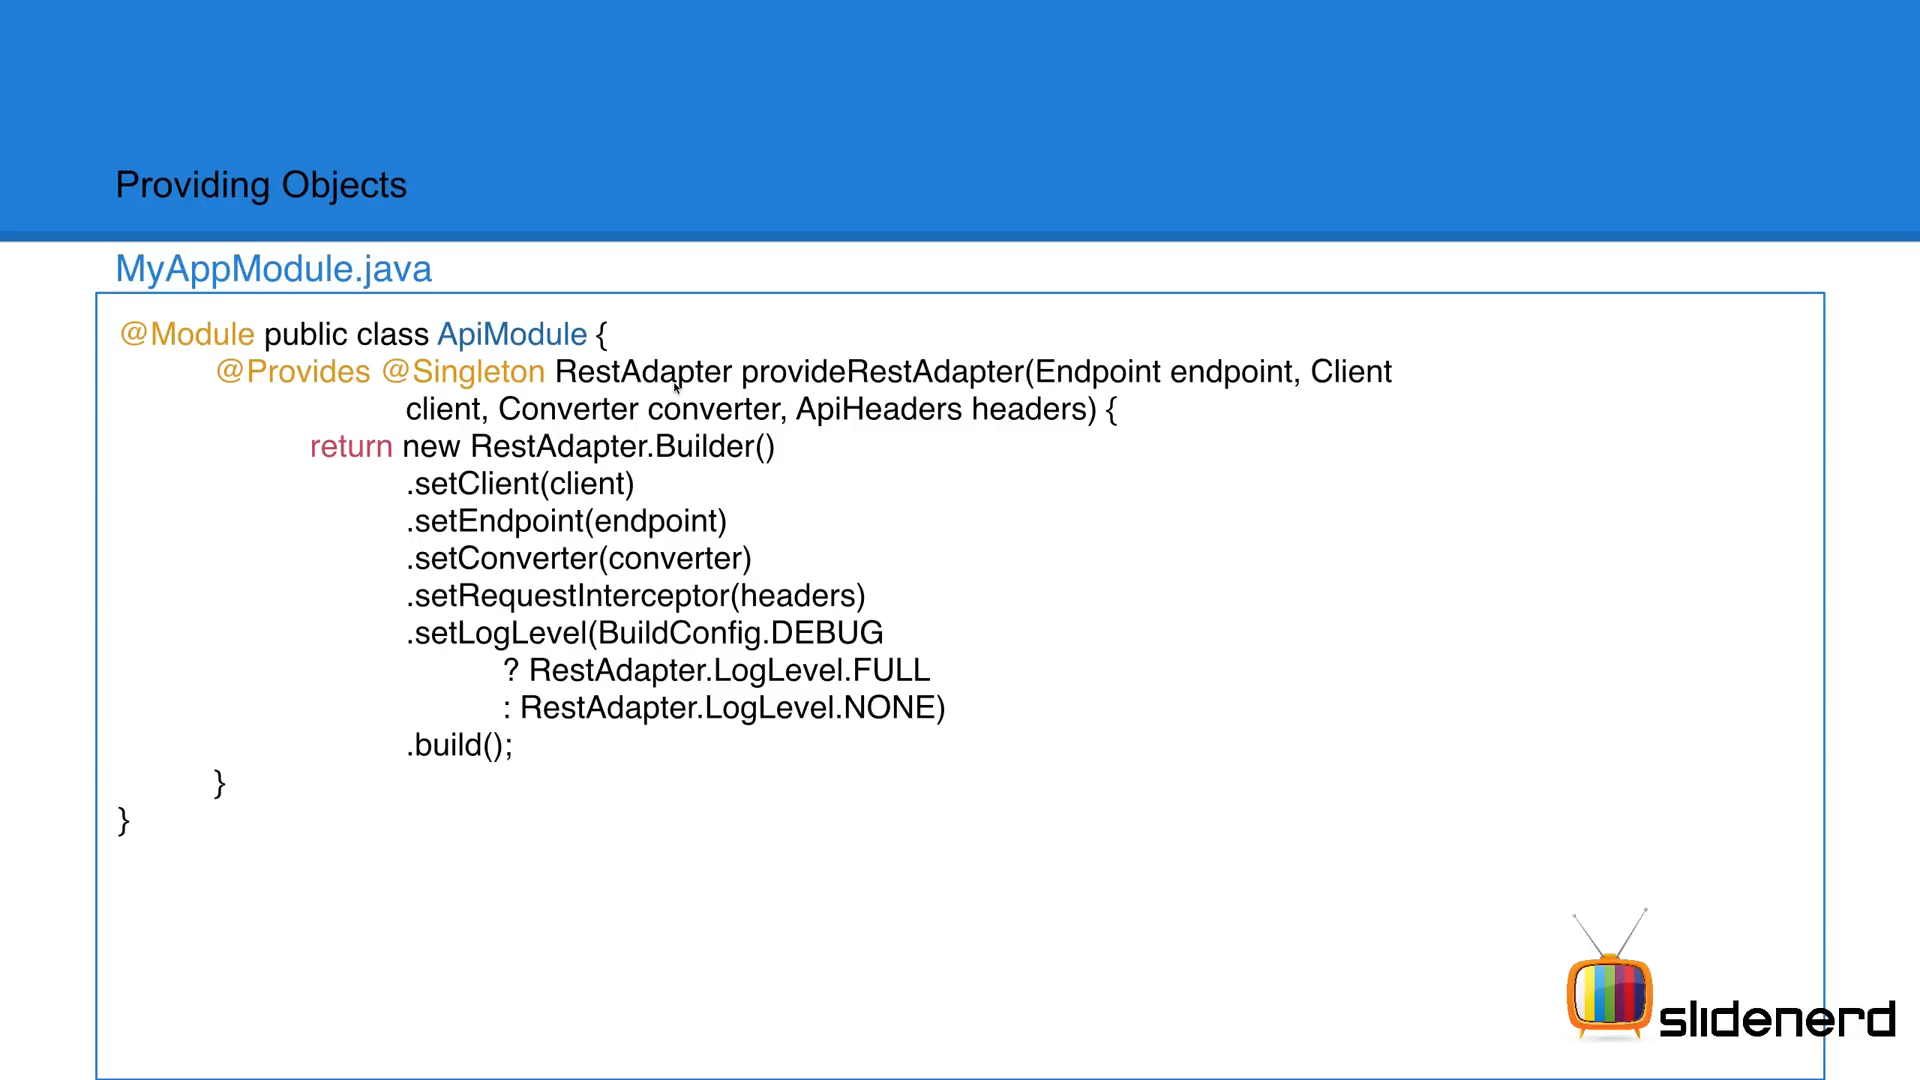 Providing Objects
MyAppModule.java
@Module public class ApiModule {
@Provides @Singleton RestAdapter provideRestAdapter(Endpoint endpoint, Client
client, Converter converter, ApiHeaders headers) {
return new RestAdapter.Builder()
.setClient(client)
.setEndpoint(endpoint)
.setConverter(converter)
.setRequestInterceptor(headers)
.setLogLevel(BuildConfig.DEBUG
? RestAdapter.LogLevel.FULL
: RestAdapter.LogLevel.NONE)
.build();
}
}
slidenerd